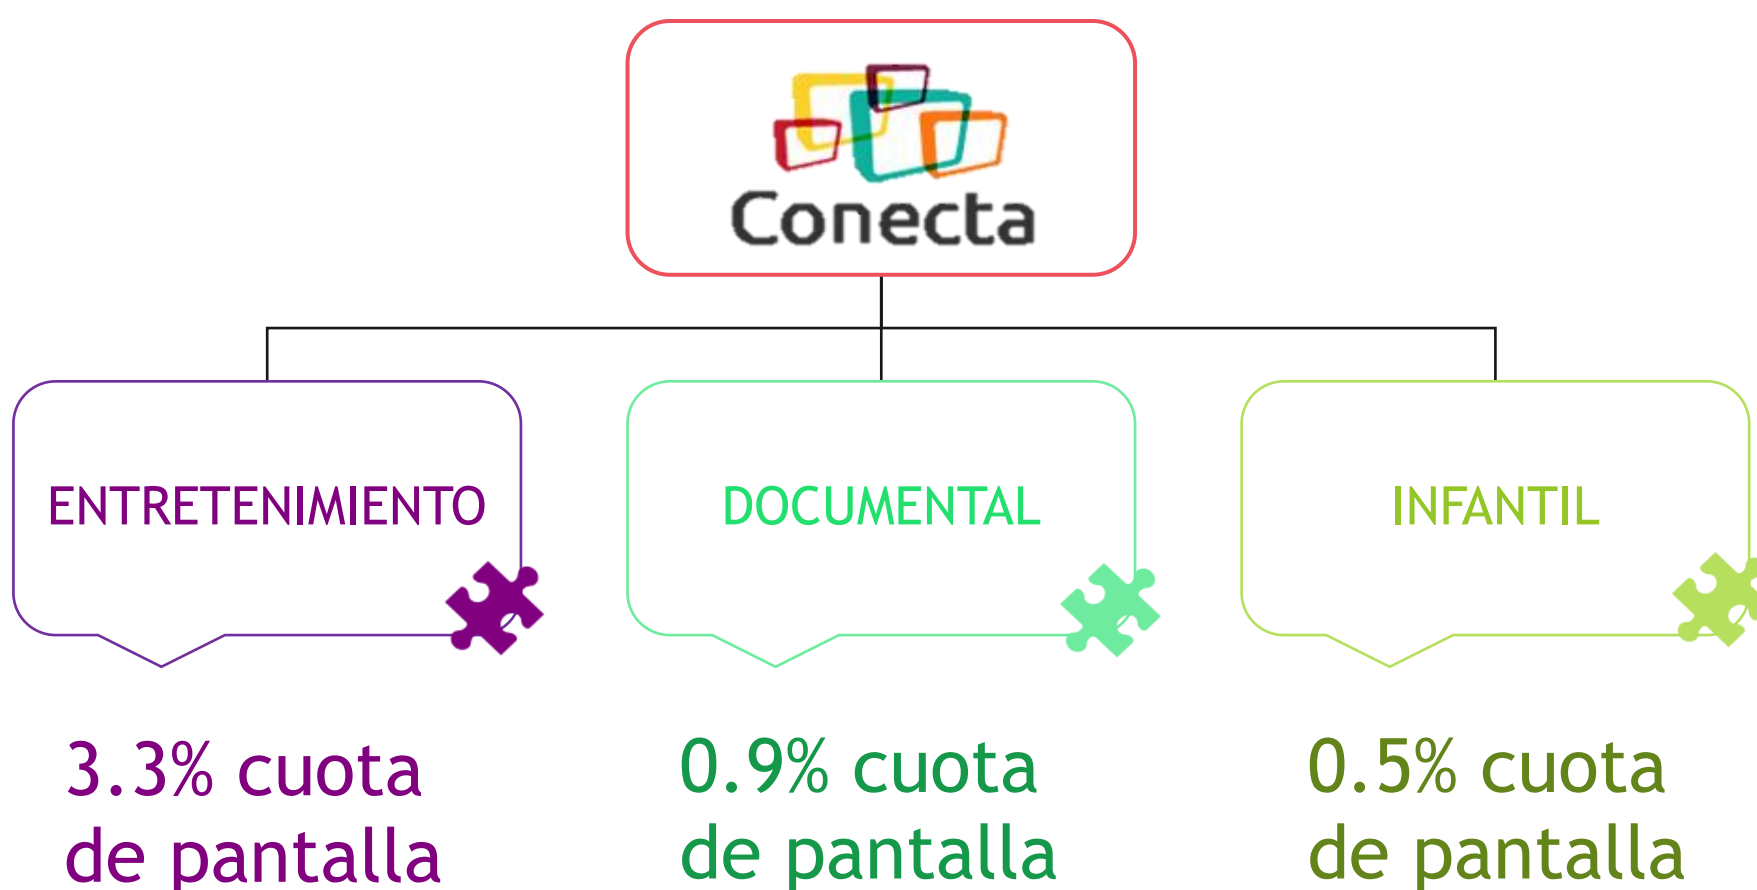 Conecta
ENTRETENIMIENTO
DOCUMENTAL
INFANTIL
3.3% cuota
de pantalla
0.9% cuota
de pantalla
0.5% cuota
de pantalla